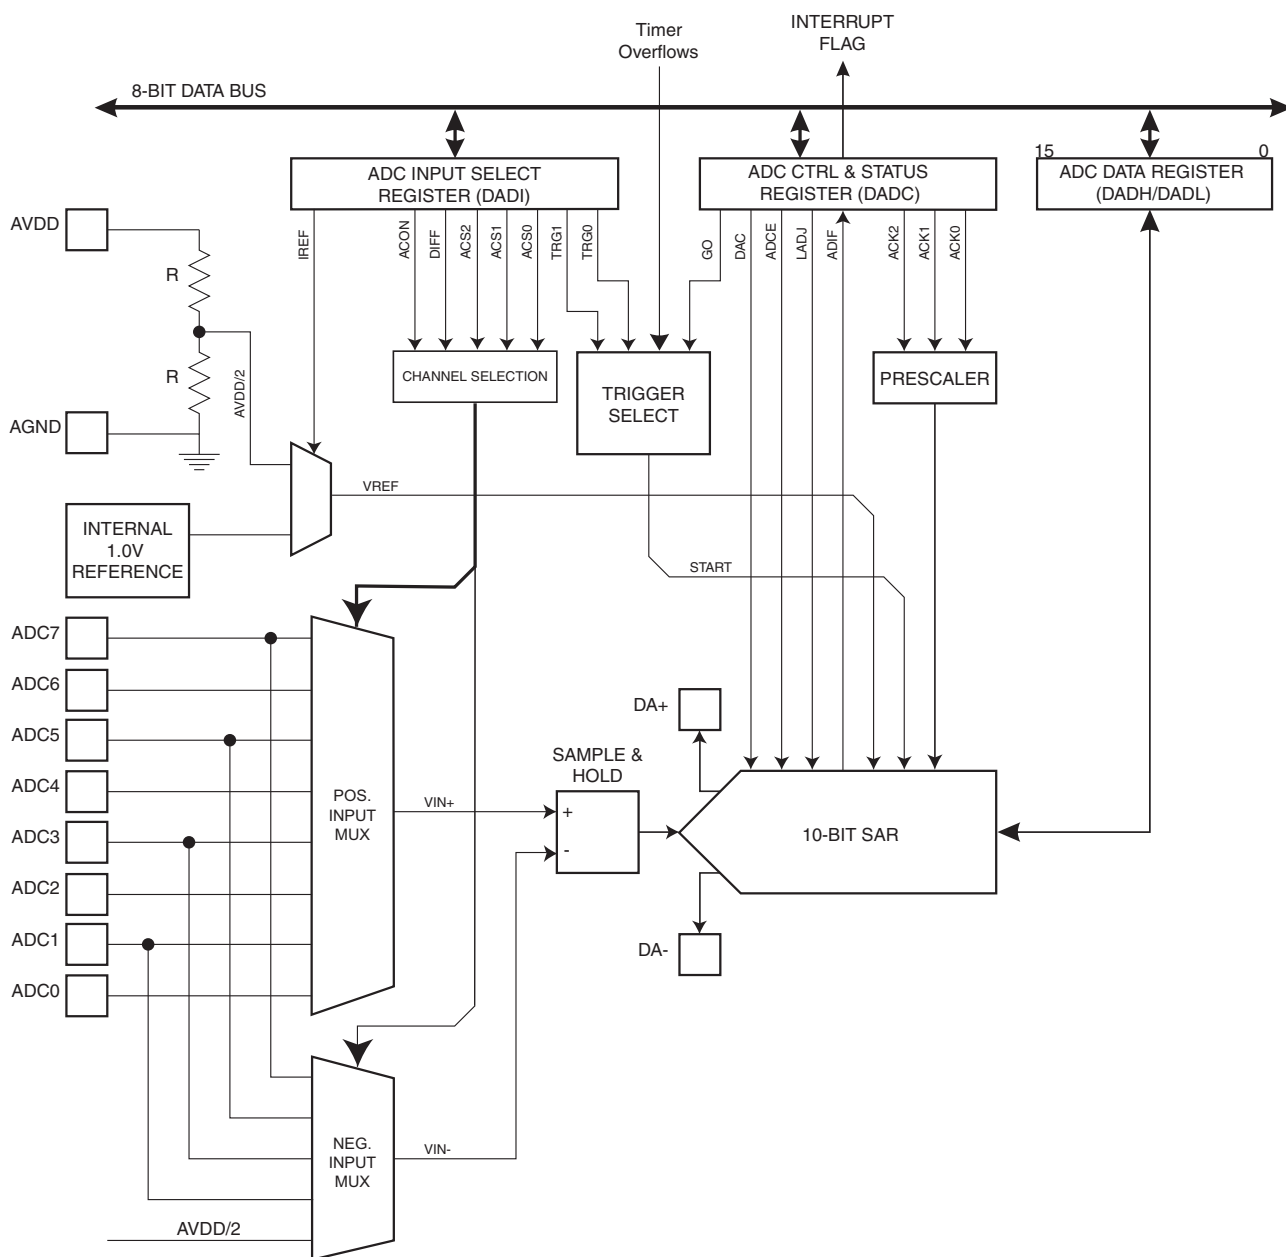 Timer
Overflows
INTERRUPT
FLAG
8-BIT DATA BUS
ADC INPUT SELECT
REGISTER (DADI)
ADC CTRL & STATUS
REGISTER (DADC)
15
0
ADC DATA REGISTER
(DADH/DADL)
IREF
ACON
DIFF
ACS2
ACS1
ACS0
TRG1
TRG0
GO
DAC
ADCE
LADJ
ADIF
ACK2
ACK1
ACK0
AVDD
R
R
AVDD/2
AGND
CHANNEL SELECTION
TRIGGER
SELECT
PRESCALER
INTERNAL
1.0V
REFERENCE
VREF
START
ADC7
ADC6
ADC5
ADC4
ADC3
ADC2
ADC1
ADC0
POS.
INPUT
MUX
VIN+
SAMPLE &
HOLD
+
-
DA+
10-BIT SAR
DA-
NEG.
INPUT
MUX
VIN-
AVDD/2